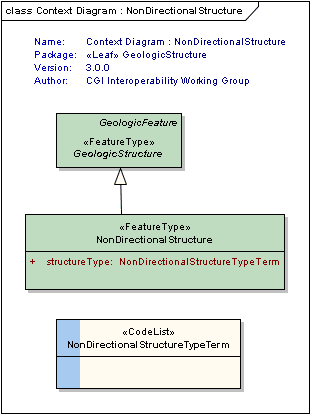 class Context Diagram : NonDirectionalStructure
Name: Context Diagram : NonDirectionalStructure
Package: «Leaf» GeologicStructure
Version: 3.0.0
Author: CGI Interoperability Working Group
GeologicFeature
«FeatureType»
GeologicStructure
«FeatureType»
NonDirectionalStructure
+ structureType: NonDirectionalStructureTypeTerm
«CodeList»
NonDirectionalStructureTypeTerm